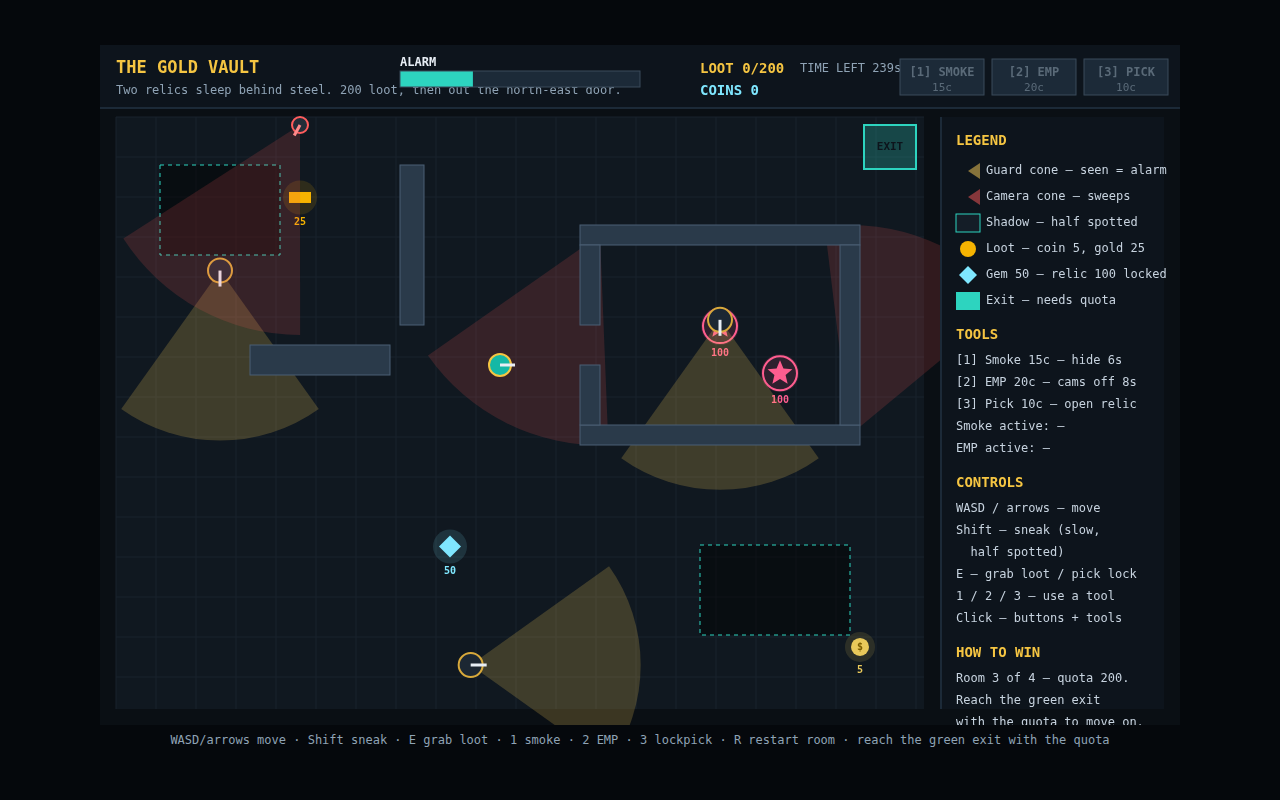 THE GOLD VAULT
Two relics sleep behind steel. 200 loot, then out the north-east door.
ALARM
LOOT 0/200
TIME LEFT 239s
COINS 0
[1] SMOKE
15c
[2] EMP
20c
[3] PICK
10c
EXIT
25
100
100
50
$
5
LEGEND
Guard cone — seen = alarm
Camera cone — sweeps
Shadow — half spotted
Loot — coin 5, gold 25
Gem 50 — relic 100 locked
Exit — needs quota
TOOLS
[1] Smoke 15c — hide 6s
[2] EMP 20c — cams off 8s
[3] Pick 10c — open relic
Smoke active: —
EMP active: —
CONTROLS
WASD / arrows — move
Shift — sneak (slow,
half spotted)
E — grab loot / pick lock
1 / 2 / 3 — use a tool
Click — buttons + tools
HOW TO WIN
Room 3 of 4 — quota 200.
Reach the green exit
with the quota to move on.
WASD/arrows move · Shift sneak · E grab loot · 1 smoke · 2 EMP · 3 lockpick · R restart room · reach the green exit with the quota